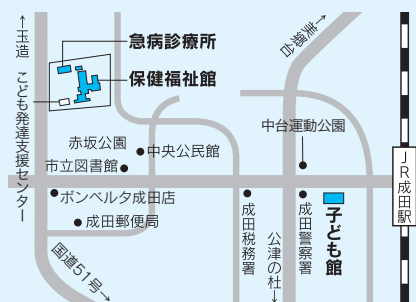 ←玉造
こども発達支援センター
急病診療所
保健福祉館
↗美郷台
中台運動公園
赤坂公園
中央公民館
市立図書館
ボンベルタ成田店
成田郵便局
国道51号→
成田税務署
公津の杜↓
成田警察署
子ども館
JR成田駅